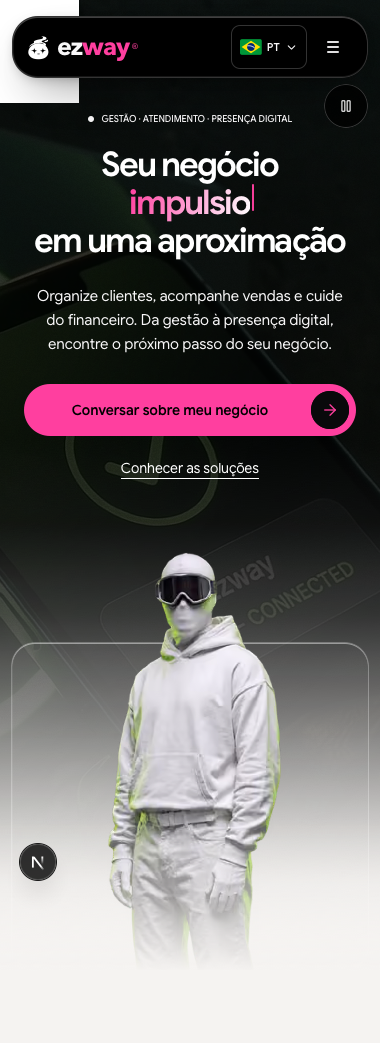 ezway®
PT
GESTÃO · ATENDIMENTO · PRESENÇA DIGITAL
Seu negócio
impulsio
em uma aproximação
Organize clientes, acompanhe vendas e cuide
do financeiro. Da gestão à presença digital,
encontre o próximo passo do seu negócio.
Conversar sobre meu negócio
Conhecer as soluções
ezway
CONNECTED
N